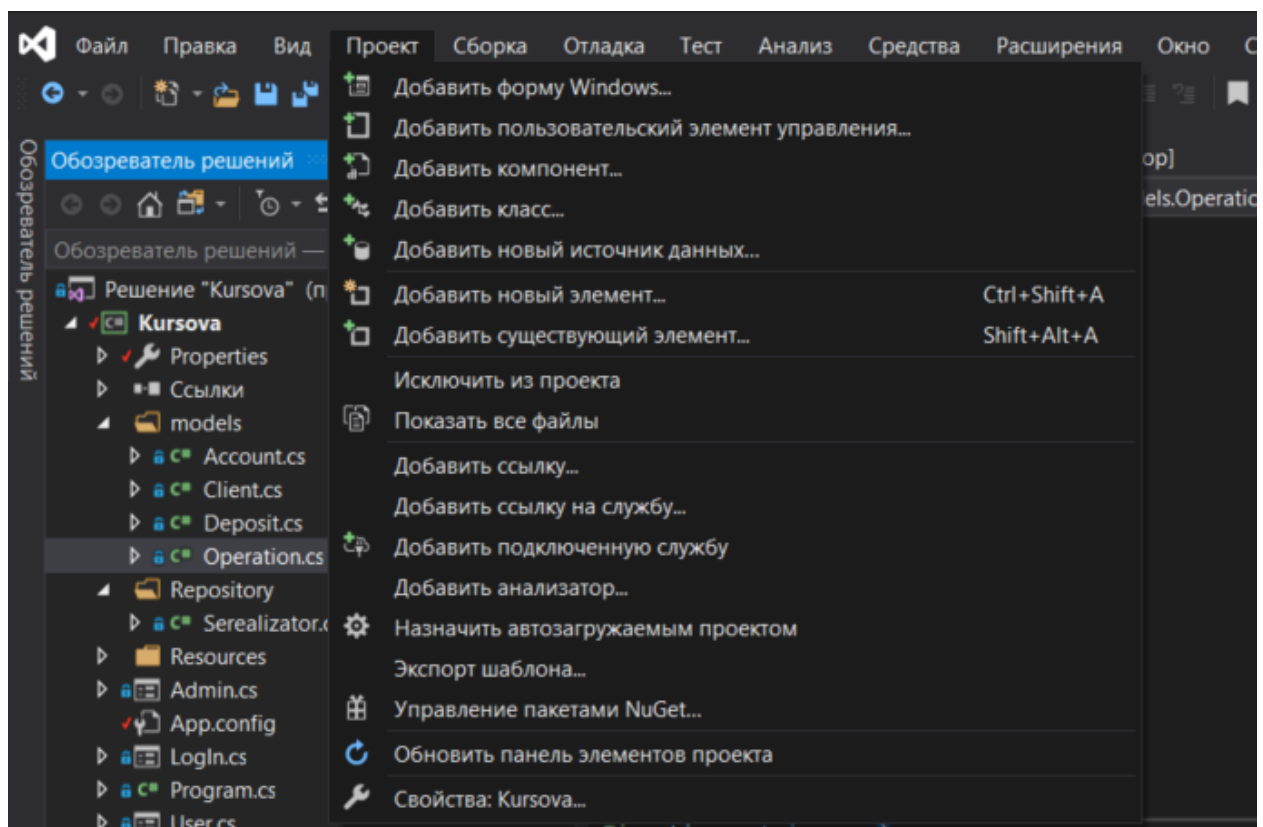 Файл Правка Вид Проект Сборка Отладка Тест Анализ Средства Расширения Окно
Добавить форму Windows...
Добавить пользовательский элемент управления...
Добавить компонент...
Добавить класс...
Добавить новый источник данных...
Добавить новый элемент... Ctrl+Shift+A
Добавить существующий элемент... Shift+Alt+A
Исключить из проекта
Показать все файлы
Добавить ссылку...
Добавить ссылку на службу...
Добавить подключенную службу
Добавить анализатор...
Назначить автозагружаемым проектом
Экспорт шаблона...
Управление пакетами NuGet...
Обновить панель элементов проекта
Свойства: Kursova...
Обозреватель решений
Обозреватель решений
Обозреватель решений —
Решение "Kursova" (п
Kursova
Properties
Ссылки
models
Account.cs
Client.cs
Deposit.cs
Operation.cs
Repository
Serealizator.c
Resources
Admin.cs
App.config
LogIn.cs
Program.cs
User.cs
ор]
els.Operatio